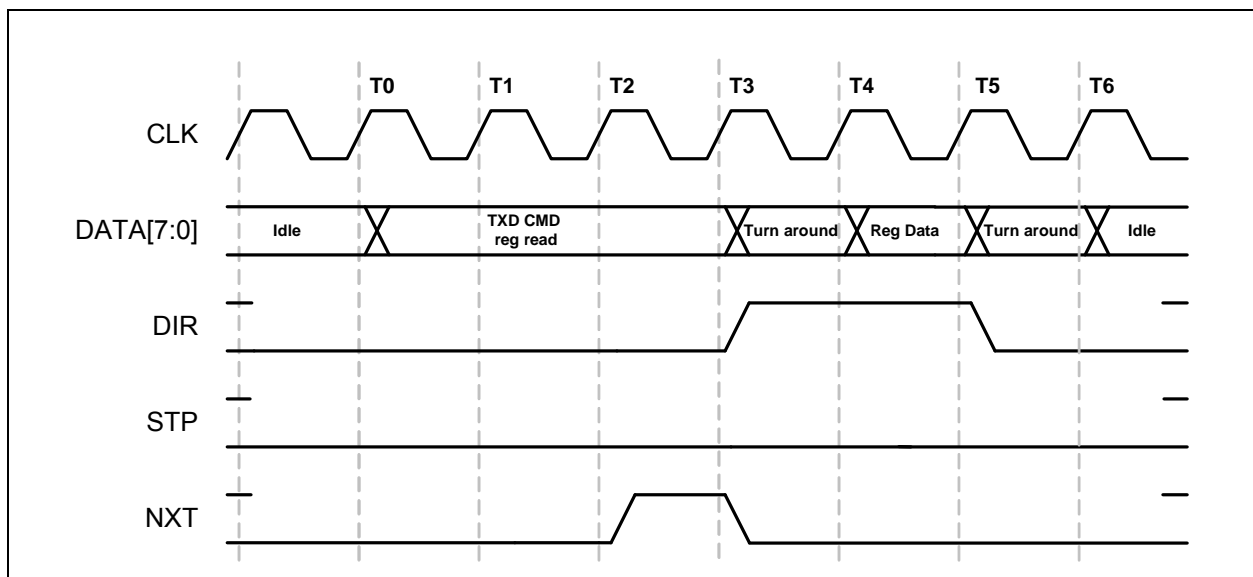 T0 T1 T2 T3 T4 T5 T6
CLK
DATA[7:0]
Idle
TXD CMD
reg read
Turn around
Reg Data
Turn around
Idle
DIR
STP
NXT